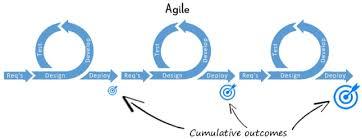 Agile
Test Develop Test Develop Test Develop
Req's Design Deploy Req's Design Deploy Req's Design Deploy
Cumulative outcomes